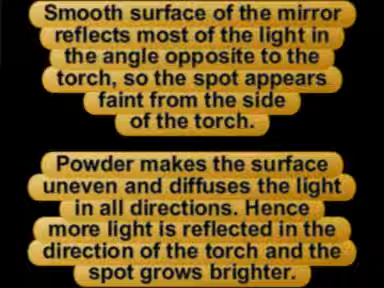 Smooth surface of the mirror
reflects most of the light in
the angle opposite to the
torch, so the spot appears
faint from the side
of the torch.
Powder makes the surface
uneven and diffuses the light
in all directions. Hence
more light is reflected in the
direction of the torch and the
spot grows brighter.